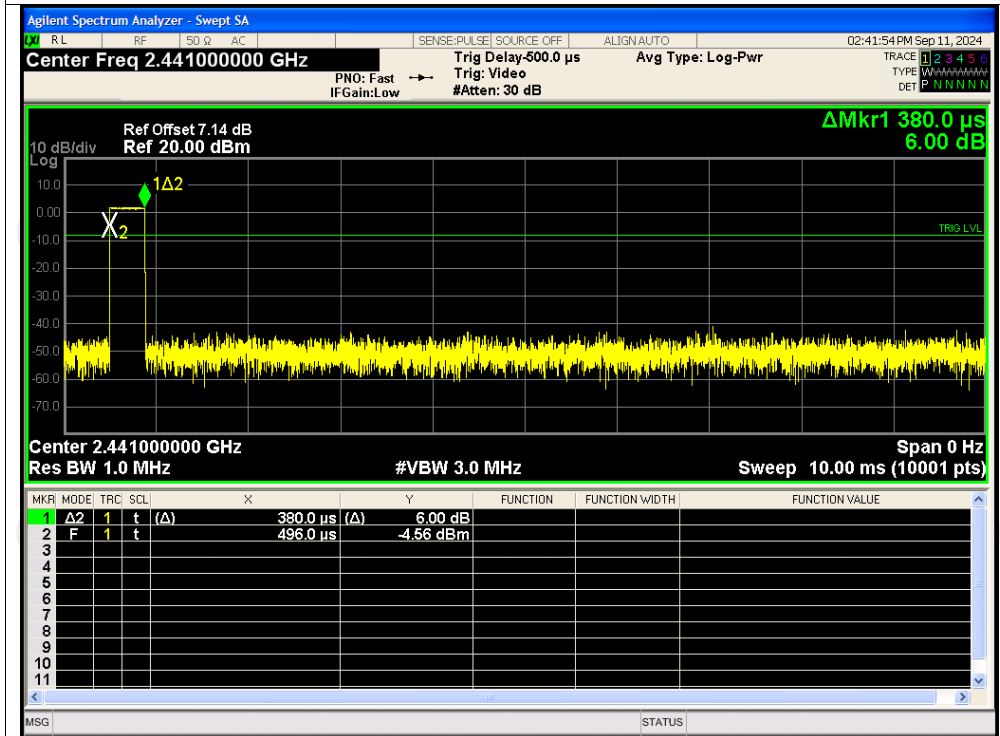 Agilent Spectrum Analyzer - Swept SA
LXI RL RF 50 Ω AC SENSE:PULSE SOURCE OFF ALIGN AUTO 02:41:54 PM Sep 11, 2024
Center Freq 2.441000000 GHz
PNO: Fast
IFGain:Low
Trig Delay-500.0 µs
Trig: Video
#Atten: 30 dB
Avg Type: Log-Pwr
TRACE 1 2 3 4 5 6
TYPE W
DET P N N N N N
ΔMkr1 380.0 µs
6.00 dB
Ref Offset 7.14 dB
10 dB/div Ref 20.00 dBm
Log
10.0
1Δ2
0.00
2
TRIG LVL
-10.0
-20.0
-30.0
-40.0
-50.0
-60.0
-70.0
Center 2.441000000 GHz Span 0 Hz
Res BW 1.0 MHz #VBW 3.0 MHz Sweep 10.00 ms (10001 pts)
MKR MODE TRC SCL X Y FUNCTION FUNCTION WIDTH FUNCTION VALUE
1 Δ2 1 t (Δ) 380.0 µs (Δ) 6.00 dB
2 F 1 t 496.0 µs -4.56 dBm
3
4
5
6
7
8
9
10
11
MSG STATUS